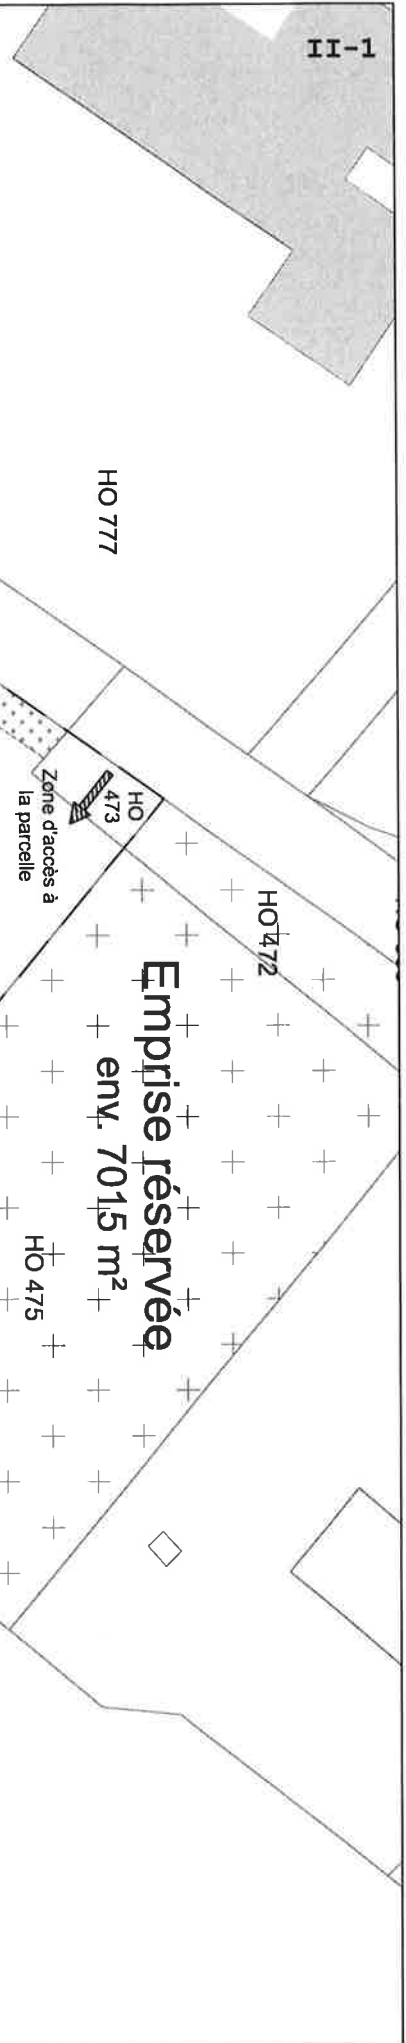 II-1
HO 777
HO
473
Zone d'accès à
la parcelle
HO 472
Emprise réservée
env. 7015 m²
HO 475